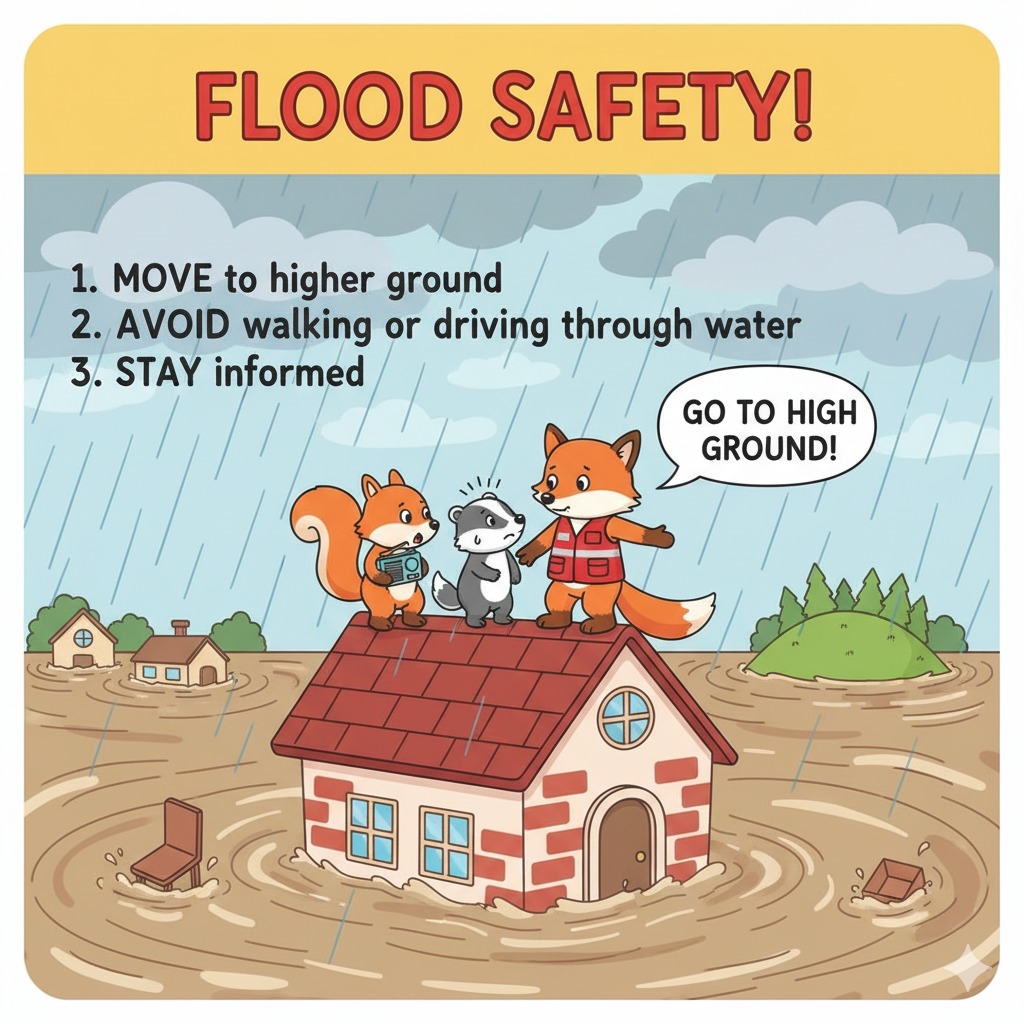 FLOOD SAFETY!
1. MOVE to higher ground
2. AVOID walking or driving through water
3. STAY informed
GO TO HIGH
GROUND!